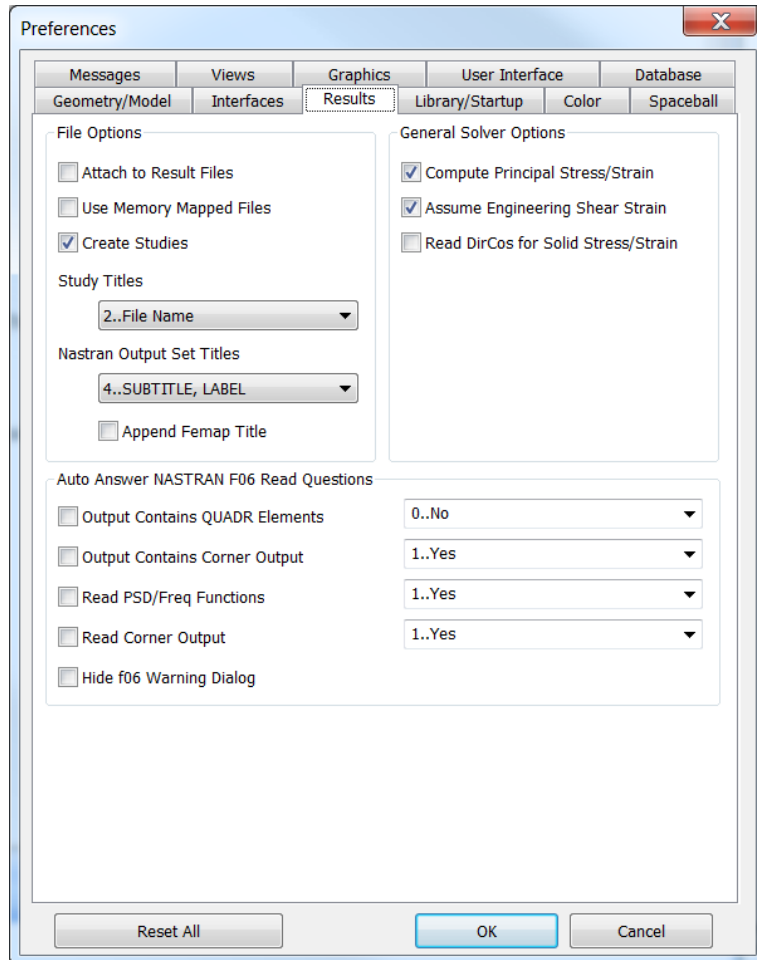 Preferences
X
Messages Views Graphics User Interface Database
Geometry/Model Interfaces Results Library/Startup Color Spaceball
File Options
Attach to Result Files
Use Memory Mapped Files
Create Studies
Study Titles
2..File Name
Nastran Output Set Titles
4..SUBTITLE, LABEL
Append Femap Title
General Solver Options
Compute Principal Stress/Strain
Assume Engineering Shear Strain
Read DirCos for Solid Stress/Strain
Auto Answer NASTRAN F06 Read Questions
Output Contains QUADR Elements 0..No
Output Contains Corner Output 1..Yes
Read PSD/Freq Functions 1..Yes
Read Corner Output 1..Yes
Hide f06 Warning Dialog
Reset All OK Cancel